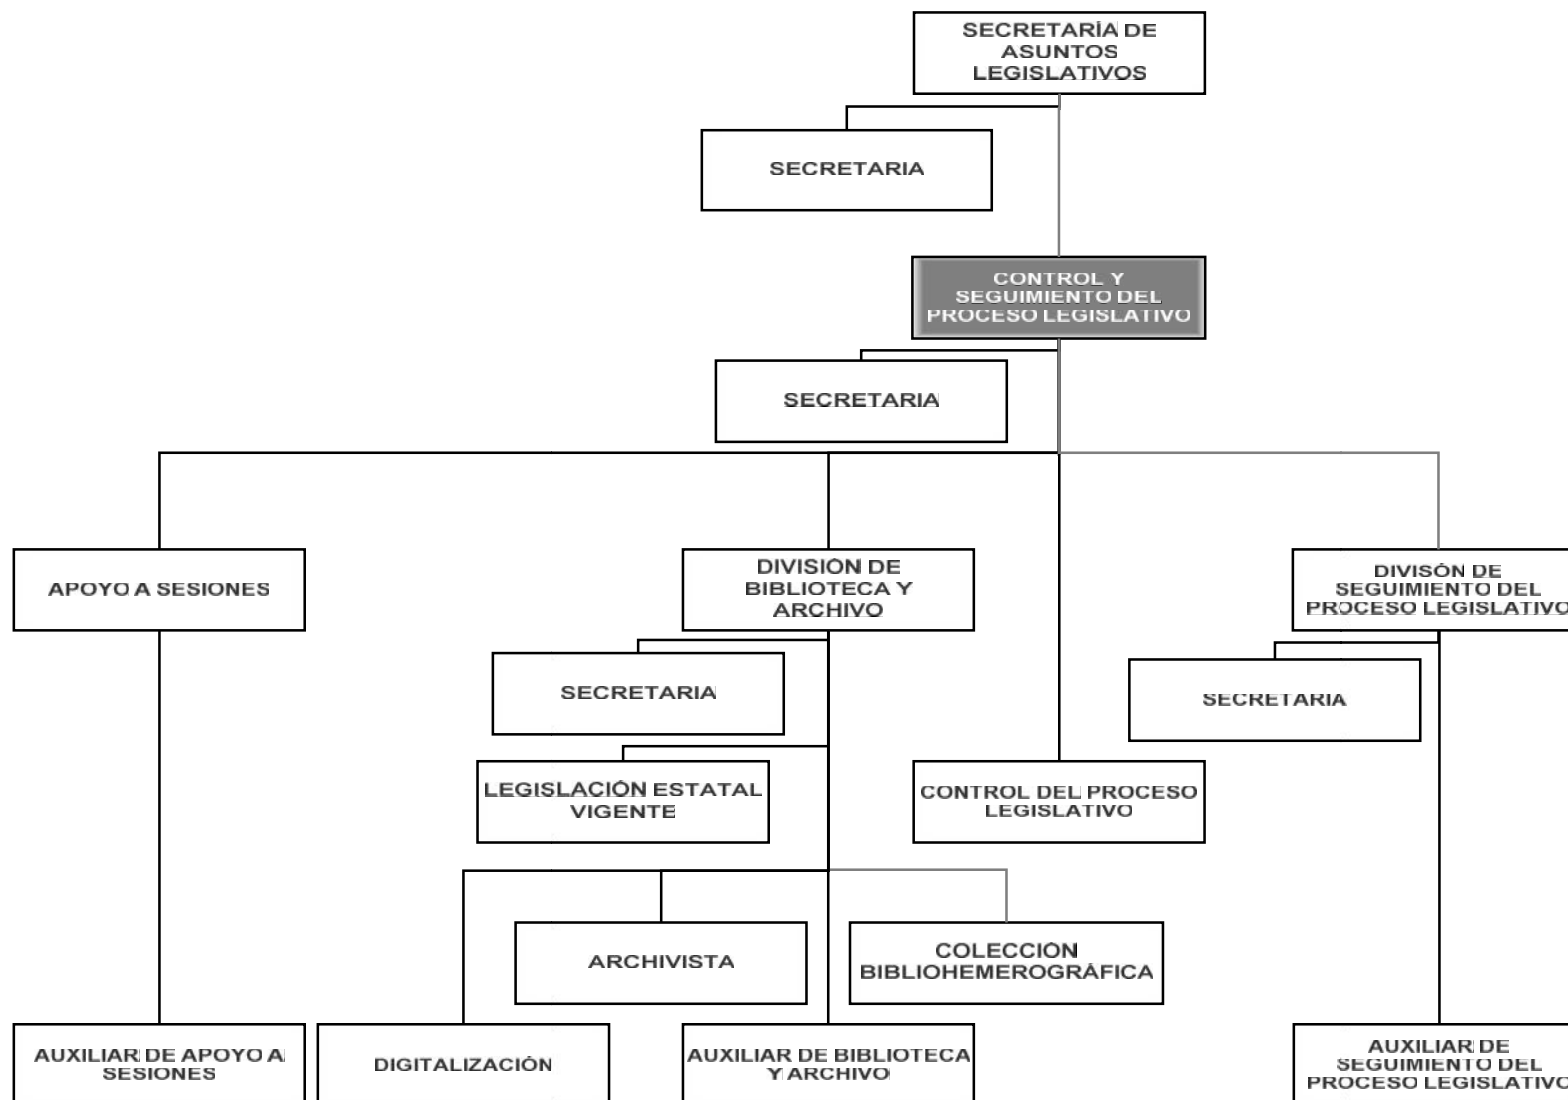 SECRETARÍA DE
ASUNTOS
LEGISLATIVOS
SECRETARIA
CONTROL Y
SEGUIMIENTO DEL
PROCESO LEGISLATIVO
SECRETARIA
APOYO A SESIONES
DIVISIÓN DE
BIBLIOTECA Y
ARCHIVO
DIVISÓN DE
SEGUIMIENTO DEL
PROCESO LEGISLATIVO
SECRETARIA
SECRETARIA
LEGISLACIÓN ESTATAL
VIGENTE
CONTROL DEL PROCESO
LEGISLATIVO
ARCHIVISTA
COLECCIÓN
BIBLIOHEMEROGRÁFICA
AUXILIAR DE APOYO A
SESIONES
DIGITALIZACIÓN
AUXILIAR DE BIBLIOTECA
Y ARCHIVO
AUXILIAR DE
SEGUIMIENTO DEL
PROCESO LEGISLATIVO